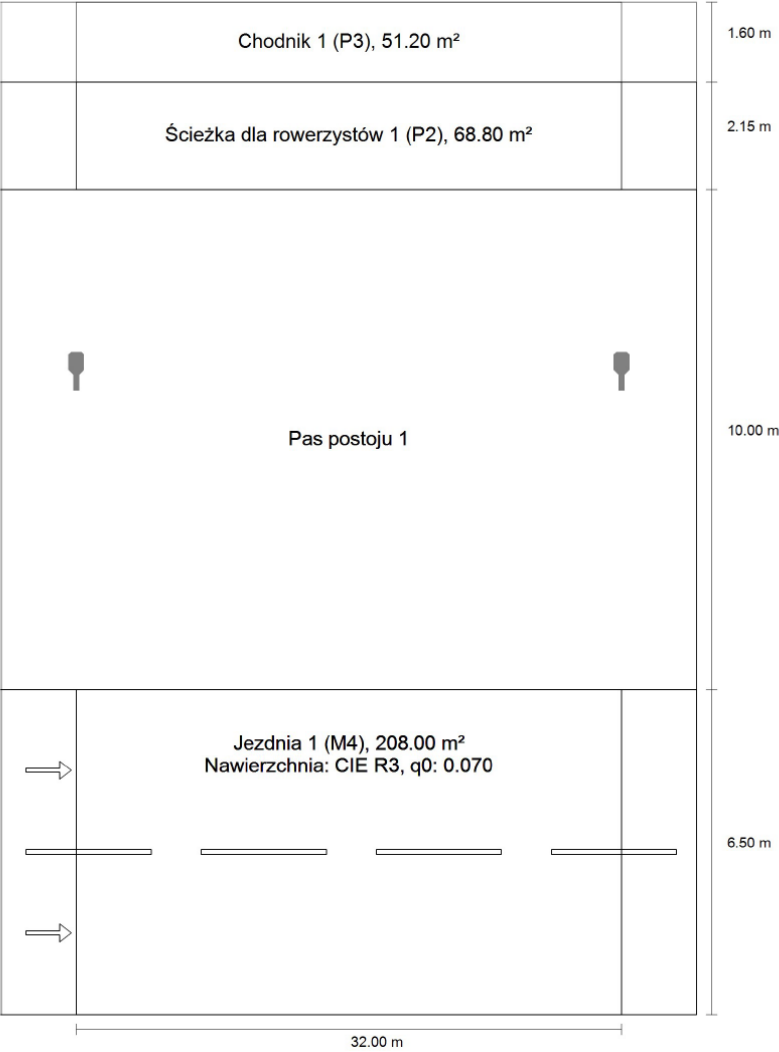 Chodnik 1 (P3), 51.20 m²
1.60 m
Ścieżka dla rowerzystów 1 (P2), 68.80 m²
2.15 m
Pas postoju 1
10.00 m
Jezdnia 1 (M4), 208.00 m²
Nawierzchnia: CIE R3, q0: 0.070
6.50 m
32.00 m